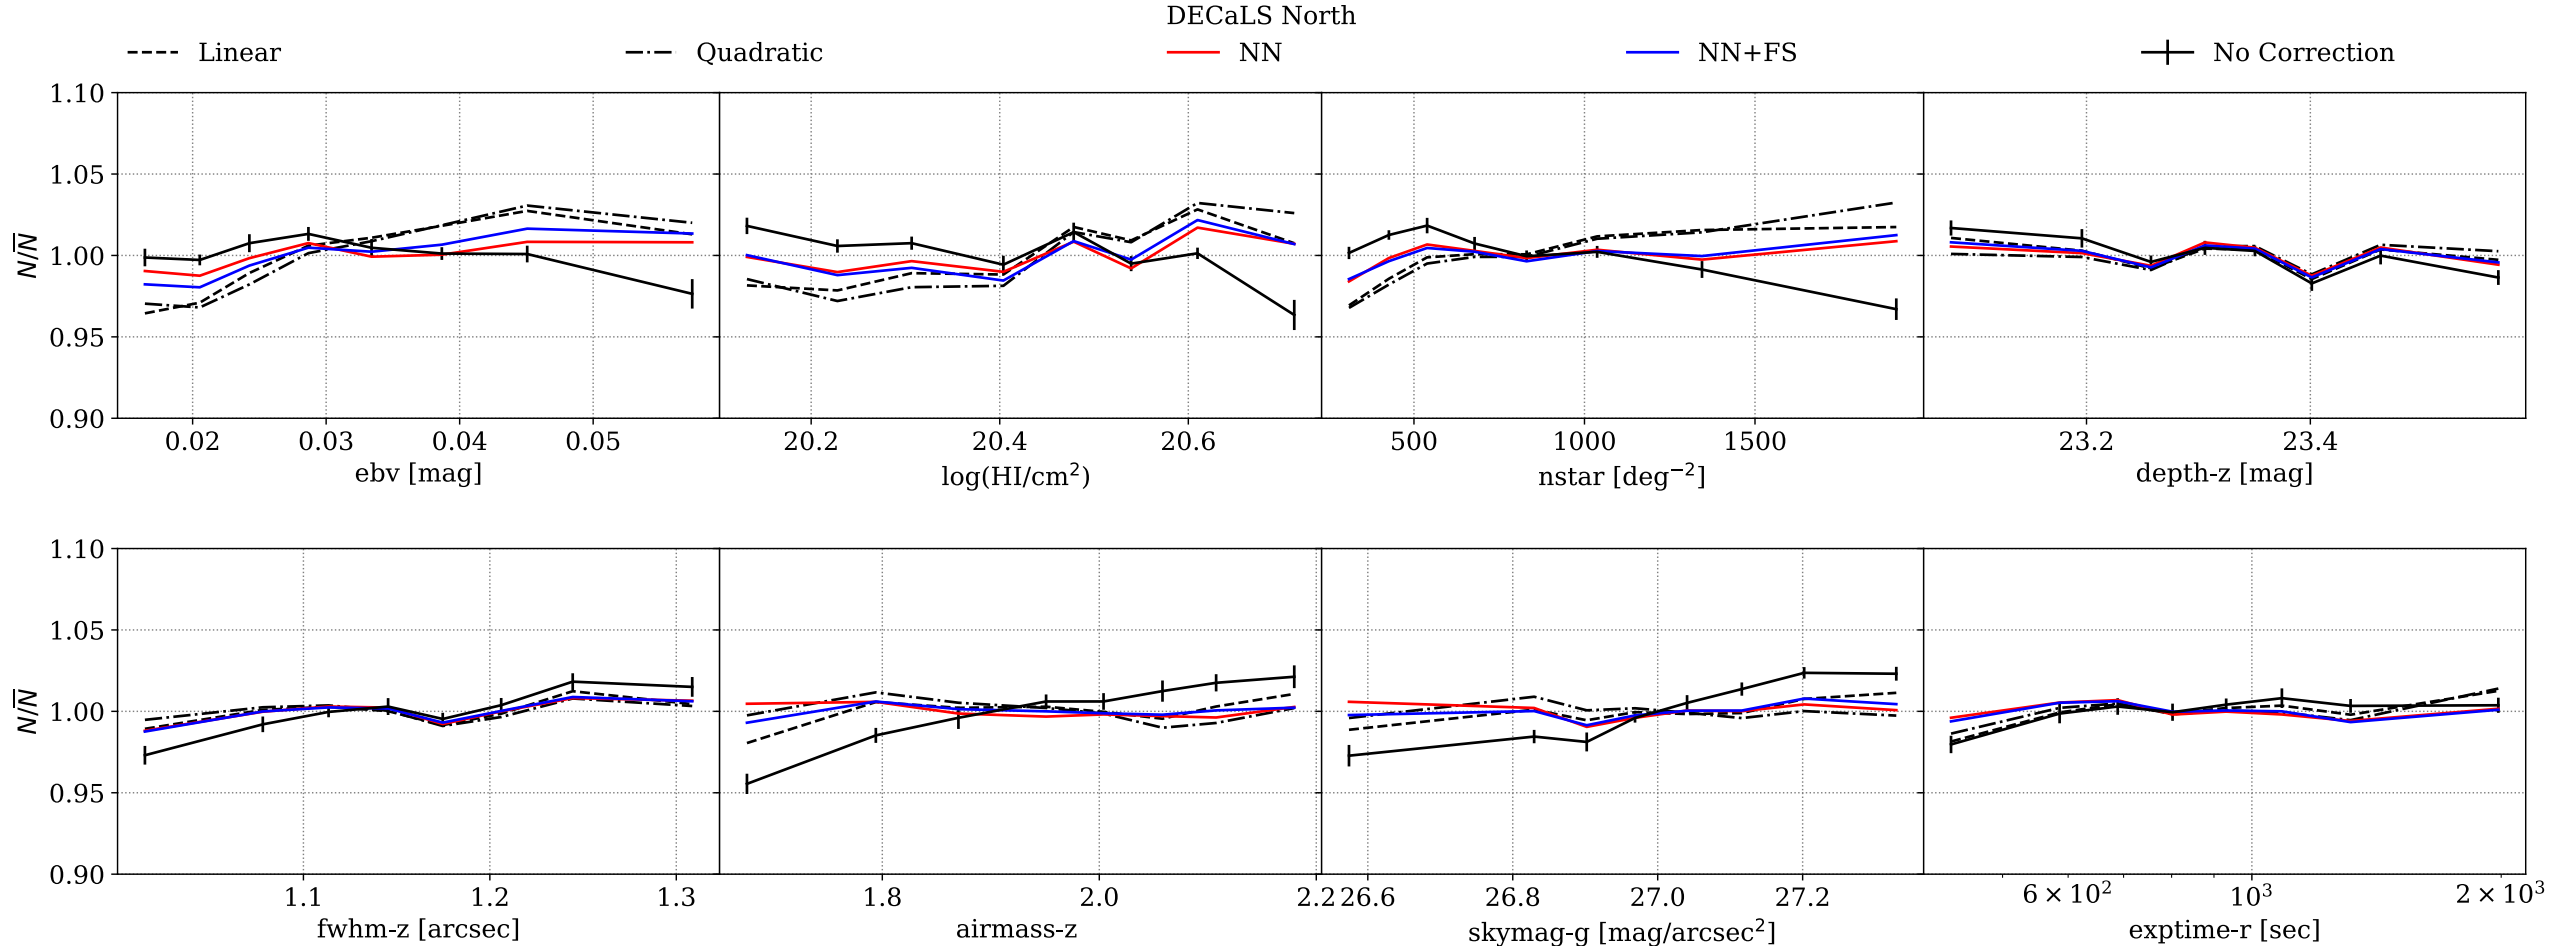 DECaLS North
Linear Quadratic NN NN+FS No Correction
1.10
1.05
1.00
0.95
0.90
N/N̅
0.02 0.03 0.04 0.05 20.2 20.4 20.6 500 1000 1500 23.2 23.4
ebv [mag] log(HI/cm²) nstar [deg⁻²] depth-z [mag]
1.10
1.05
1.00
0.95
0.90
N/N̅
1.1 1.2 1.3 1.8 2.0 2.2 26.6 26.8 27.0 27.2 6 × 10² 10³ 2 × 10³
fwhm-z [arcsec] airmass-z skymag-g [mag/arcsec²] exptime-r [sec]